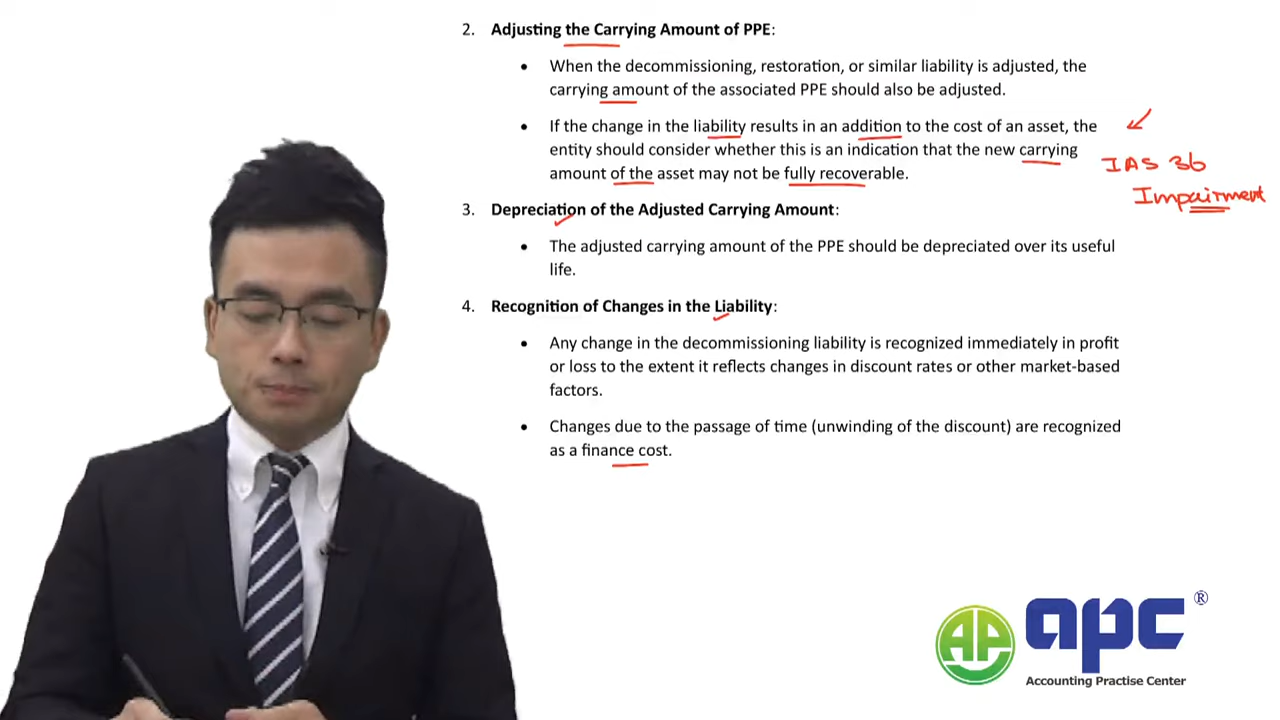 2. Adjusting the Carrying Amount of PPE:
• When the decommissioning, restoration, or similar liability is adjusted, the
carrying amount of the associated PPE should also be adjusted.
• If the change in the liability results in an addition to the cost of an asset, the
entity should consider whether this is an indication that the new carrying
amount of the asset may not be fully recoverable.
IAS 36
Impairment
3. Depreciation of the Adjusted Carrying Amount:
• The adjusted carrying amount of the PPE should be depreciated over its useful
life.
4. Recognition of Changes in the Liability:
• Any change in the decommissioning liability is recognized immediately in profit
or loss to the extent it reflects changes in discount rates or other market-based
factors.
• Changes due to the passage of time (unwinding of the discount) are recognized
as a finance cost.
AP
apc ®
Accounting Practise Center